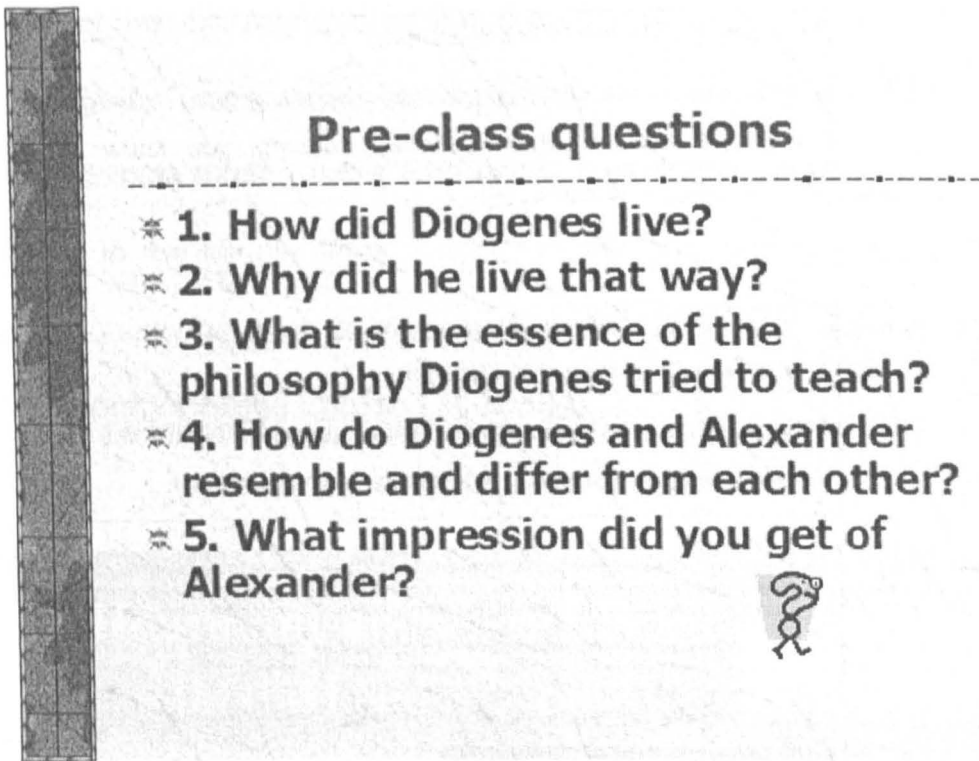 Pre-class questions
1. How did Diogenes live?
2. Why did he live that way?
3. What is the essence of the
philosophy Diogenes tried to teach?
4. How do Diogenes and Alexander
resemble and differ from each other?
5. What impression did you get of
Alexander?